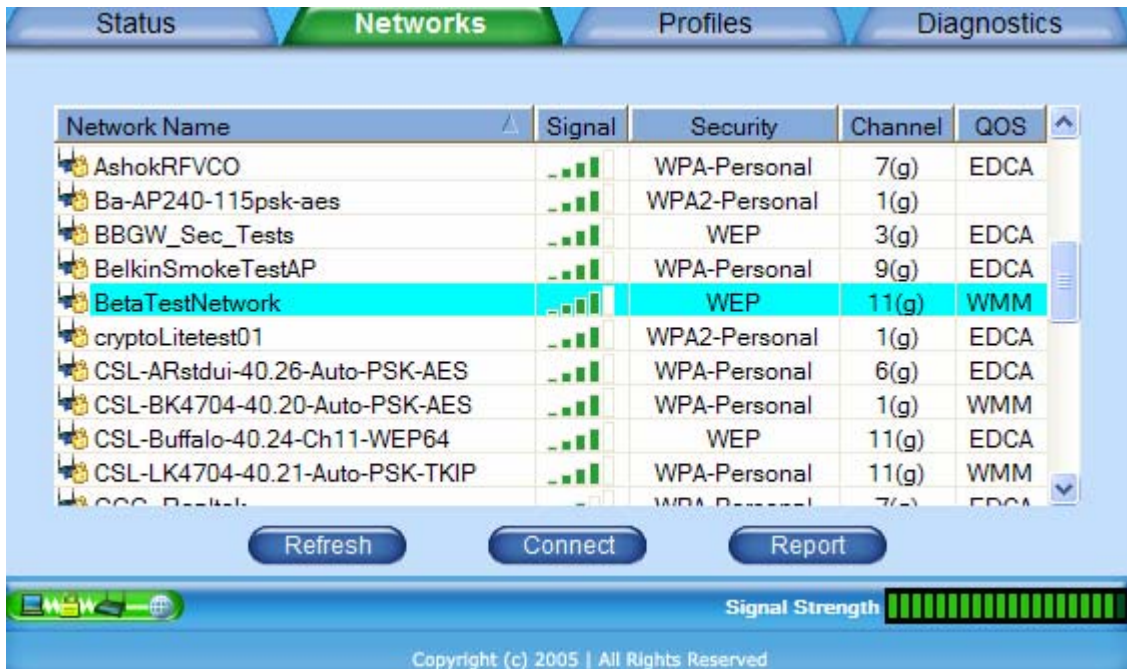 Status Networks Profiles Diagnostics
Network Name Signal Security Channel QOS
AshokRFVCO WPA-Personal 7(g) EDCA
Ba-AP240-115psk-aes WPA2-Personal 1(g)
BBGW_Sec_Tests WEP 3(g) EDCA
BelkinSmokeTestAP WPA-Personal 9(g) EDCA
BetaTestNetwork WEP 11(g) WMM
cryptoLitetest01 WPA2-Personal 1(g) EDCA
CSL-ARstdui-40.26-Auto-PSK-AES WPA-Personal 6(g) EDCA
CSL-BK4704-40.20-Auto-PSK-AES WPA-Personal 1(g) WMM
CSL-Buffalo-40.24-Ch11-WEP64 WEP 11(g) EDCA
CSL-LK4704-40.21-Auto-PSK-TKIP WPA-Personal 11(g) WMM
WPA-Personal 7(g) EDCA
Refresh Connect Report
Signal Strength
Copyright (c) 2005 | All Rights Reserved